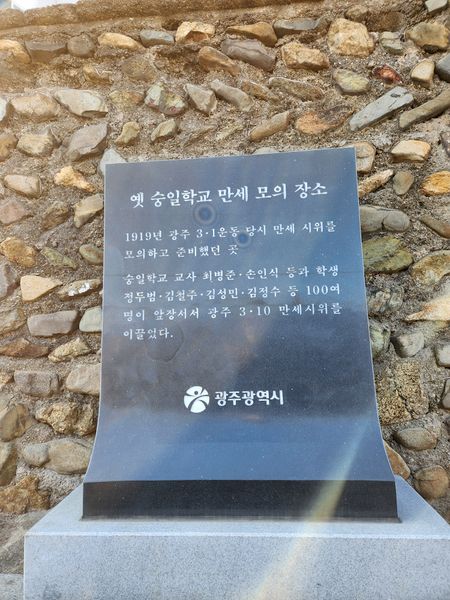 옛 숭일학교 만세 모의 장소
1919년 광주 3·1운동 당시 만세 시위를
모의하고 준비했던 곳
숭일학교 교사 최병준·손인식 등과 학생
정두범·김철주·김성민·김정수 등 100여
명이 앞장서서 광주 3·10 만세시위를
이끌었다.
광주광역시